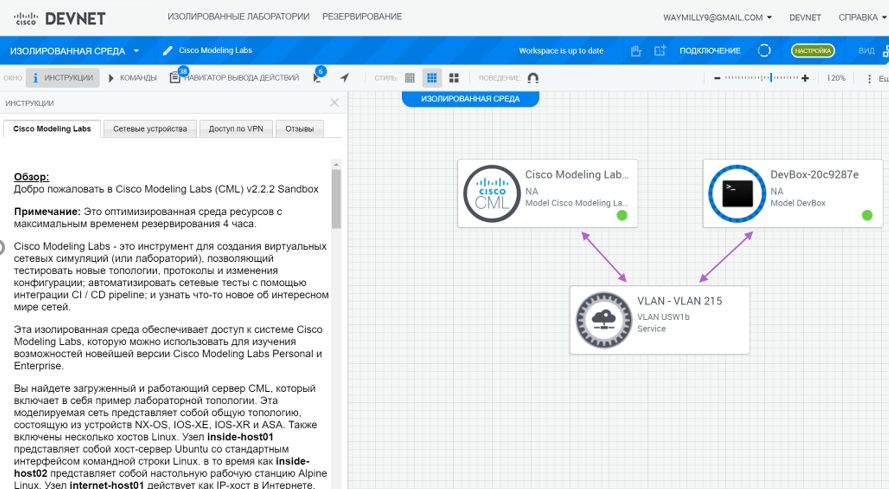 cisco DEVNET ИЗОЛИРОВАННЫЕ ЛАБОРАТОРИИ РЕЗЕРВИРОВАНИЕ WAYMILLY9@GMAIL.COM DEVNET СПРАВКА
ИЗОЛИРОВАННАЯ СРЕДА Cisco Modeling Labs Workspace is up to date ПОДКЛЮЧЕНИЕ НАСТРОЙКА ВИД
ОКНО: ИНСТРУКЦИИ КОМАНДЫ 38 НАВИГАТОР ВЫВОДА ДЕЙСТВИЙ 6 СТИЛЬ: ПОВЕДЕНИЕ: 120%
ИНСТРУКЦИИ
Cisco Modeling Labs Сетевые устройства Доступ по VPN Отзывы
Обзор:
Добро пожаловать в Cisco Modeling Labs (CML) v2.2.2 Sandbox
Примечание: Это оптимизированная среда ресурсов с
максимальным временем резервирования 4 часа.
Cisco Modeling Labs - это инструмент для создания виртуальных
сетевых симуляций (или лабораторий), позволяющий
тестировать новые топологии, протоколы и изменения
конфигурации; автоматизировать сетевые тесты с помощью
интеграции CI / CD pipeline; и узнать что-то новое об интересном
мире сетей.
Эта изолированная среда обеспечивает доступ к системе Cisco
Modeling Labs, которую можно использовать для изучения
возможностей новейшей версии Cisco Modeling Labs Personal и
Enterprise.
Вы найдете загруженный и работающий сервер CML, который
включает в себя пример лабораторной топологии. Эта
моделируемая сеть представляет собой общую топологию,
состоящую из устройств NX-OS, IOS-XE, IOS-XR и ASA. Также
включены несколько хостов Linux. Узел inside-host01
представляет собой хост-сервер Ubuntu со стандартным
интерфейсом командной строки Linux. в то время как inside-
host02 представляет собой настольную рабочую станцию Alpine
Linux. Узел internet-host01 действует как IP-хост в Интернете.
ИЗОЛИРОВАННАЯ СРЕДА
cisco
CML
Cisco Modeling Lab...
NA
Model Cisco Modeling La...
DevBox-20c9287e
NA
Model DevBox
VLAN - VLAN 215
VLAN USW1b
Service